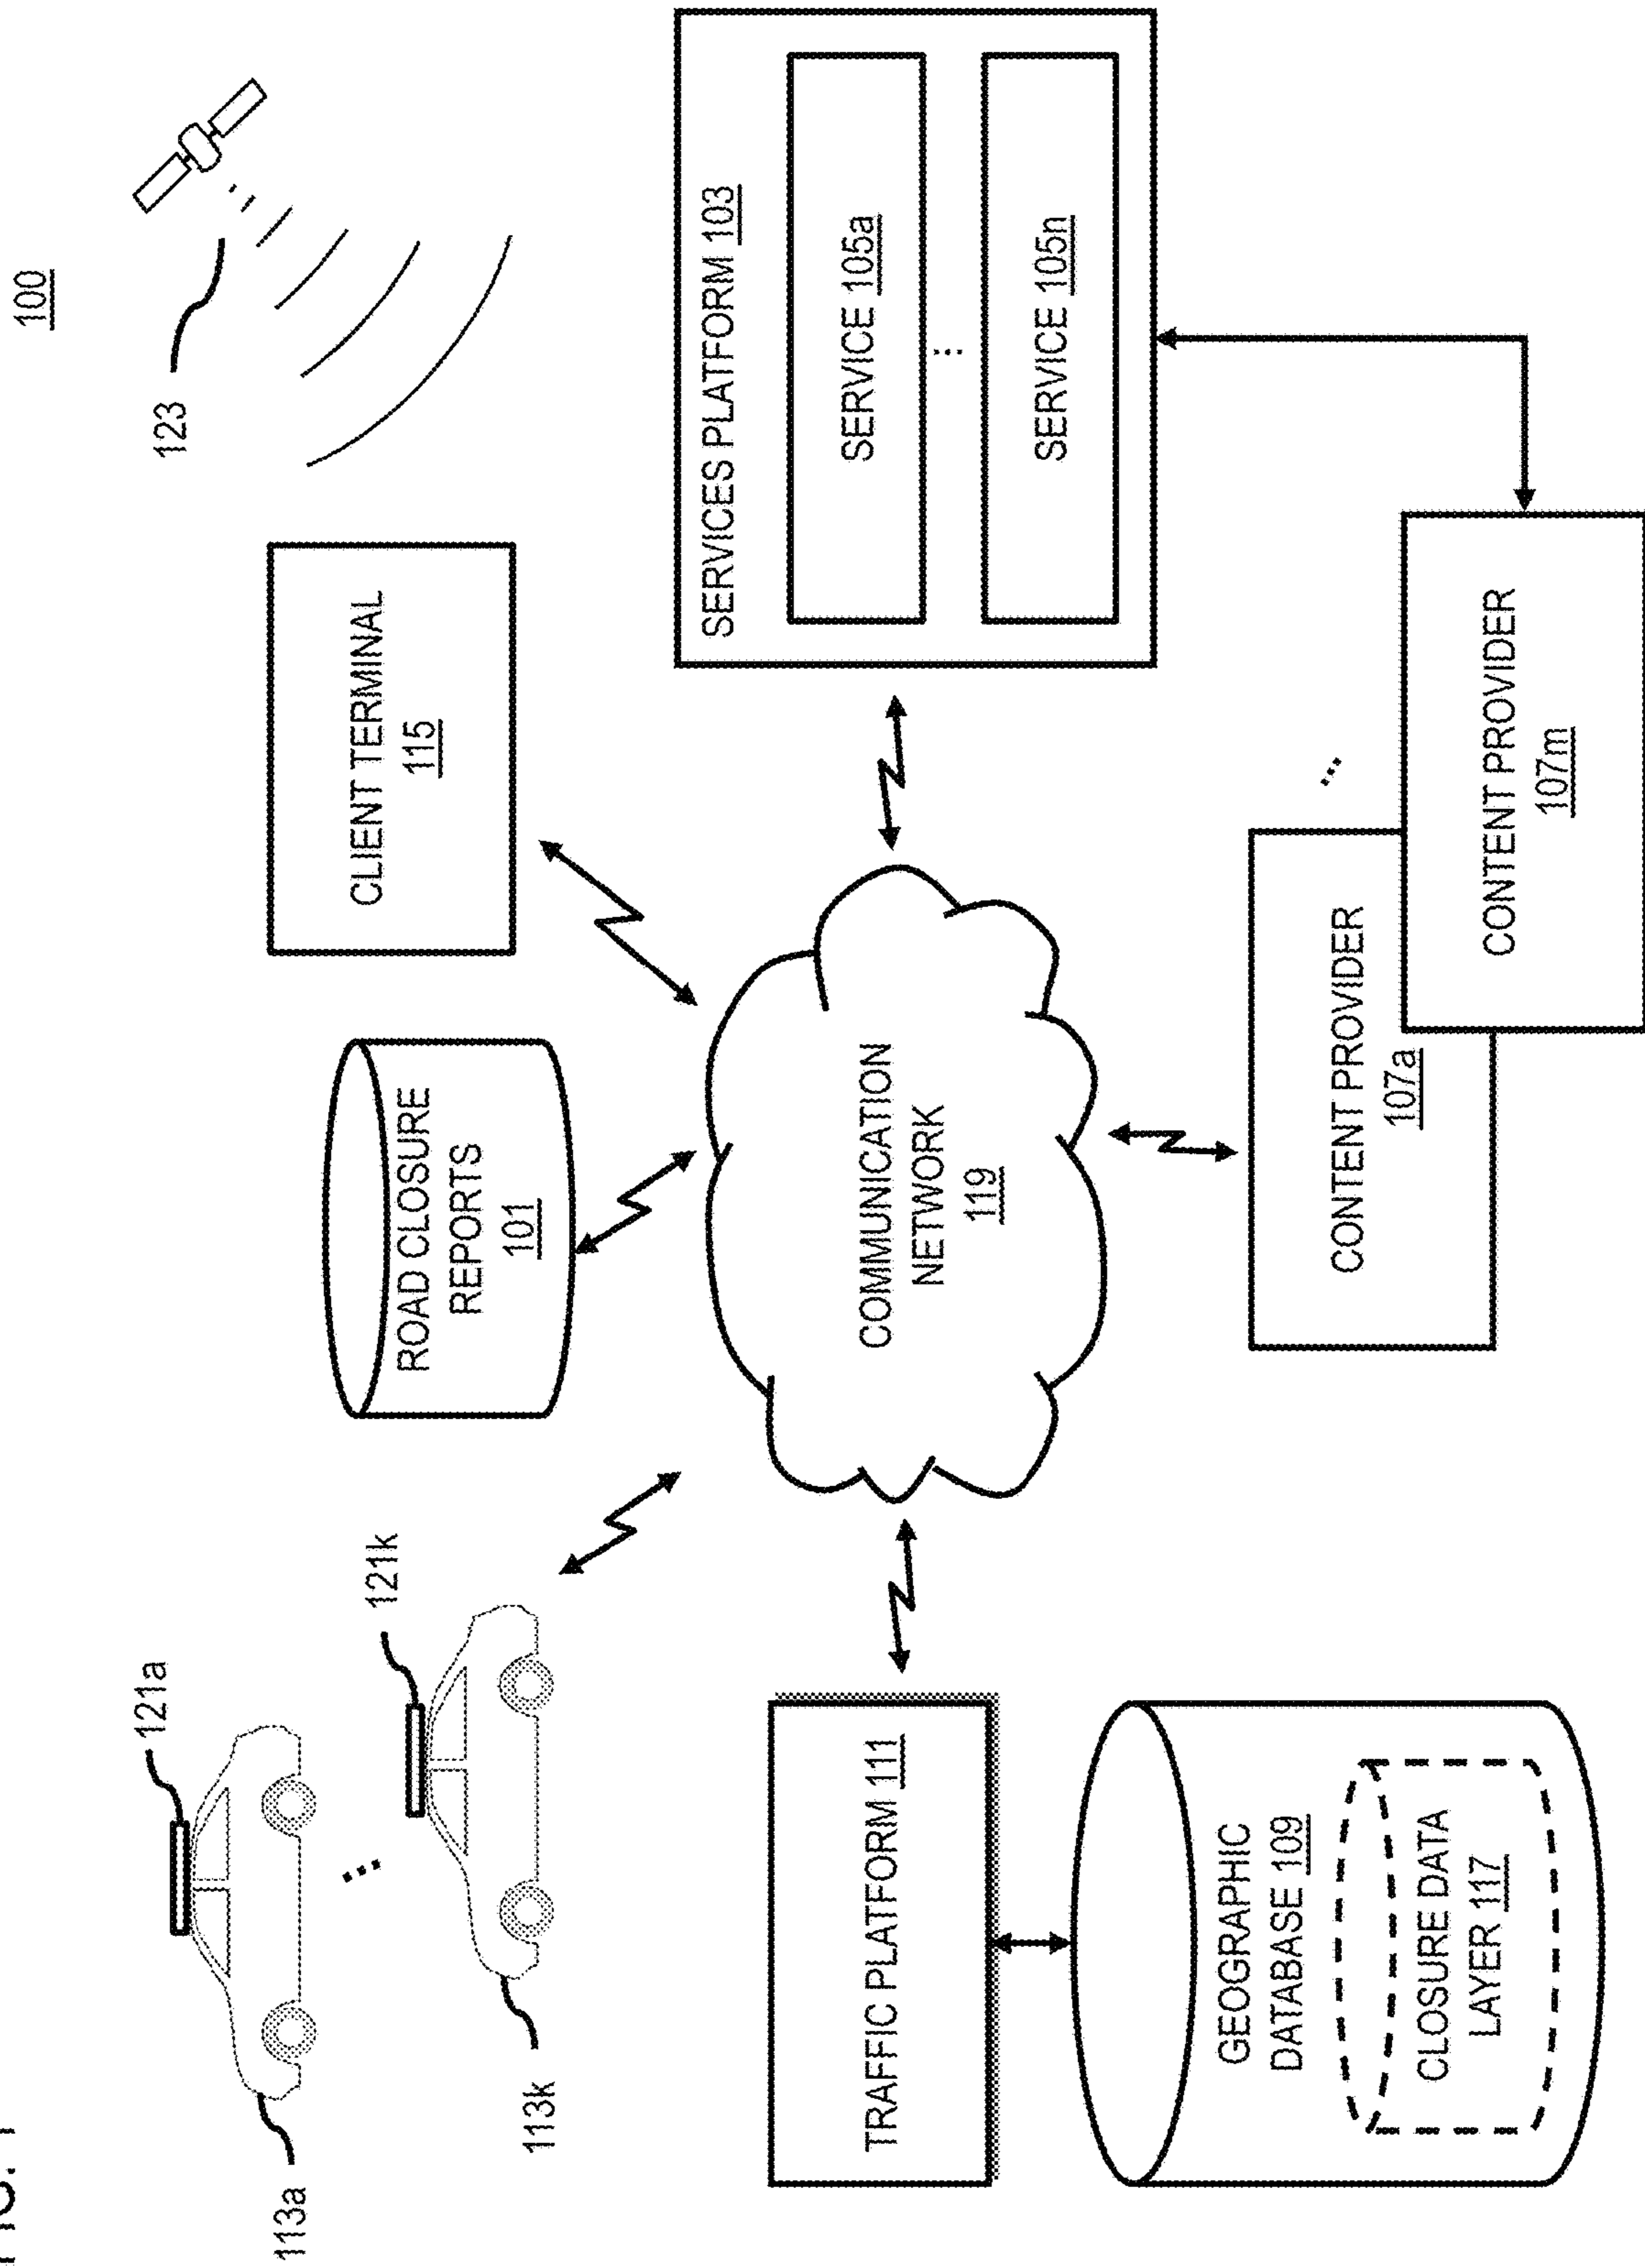 100
121a
121k
113a
113k
123
ROAD CLOSURE
REPORTS
101
CLIENT TERMINAL
115
SERVICES PLATFORM 103
SERVICE 105a
...
SERVICE 105n
COMMUNICATION
NETWORK
119
TRAFFIC PLATFORM 111
GEOGRAPHIC
DATABASE 109
CLOSURE DATA
LAYER 117
CONTENT PROVIDER
107a
...
CONTENT PROVIDER
107m